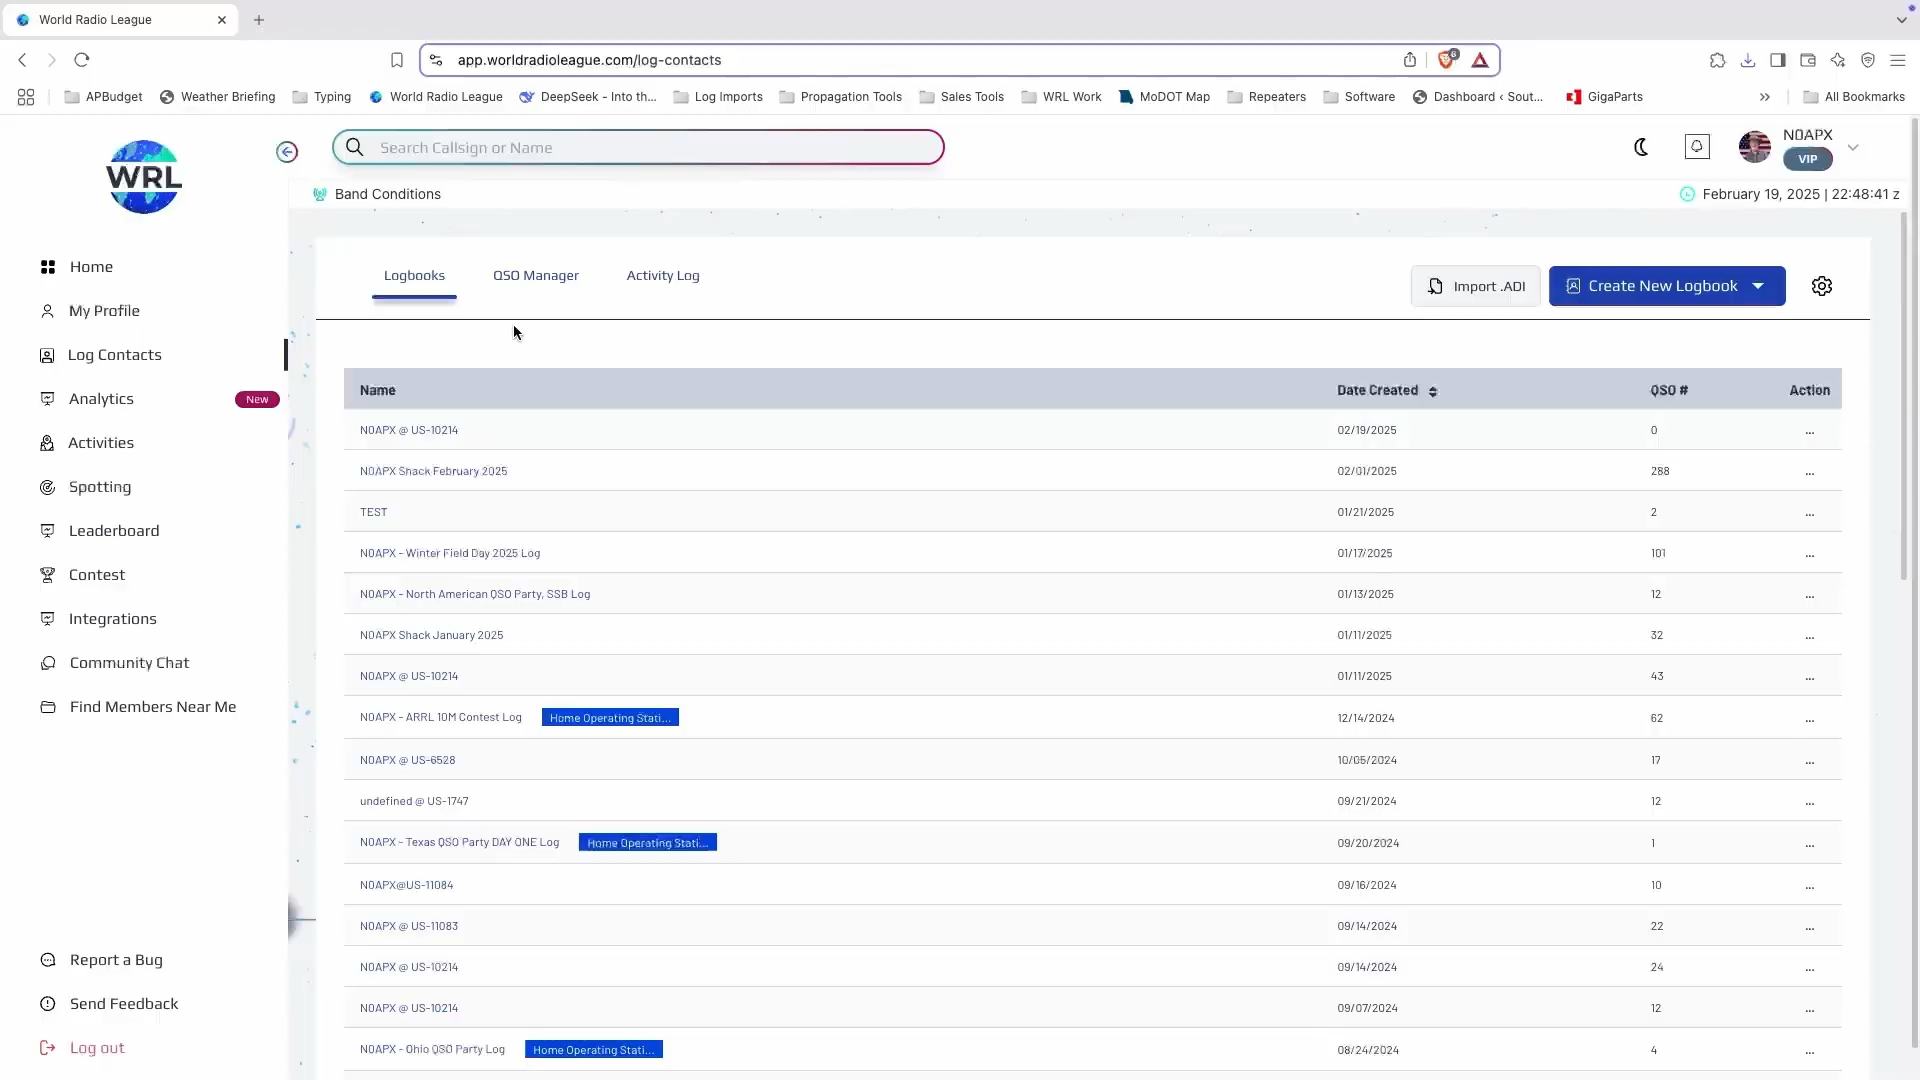 World Radio League
app.worldradioleague.com/log-contacts
6
APBudget
Weather Briefing
Typing
World Radio League
DeepSeek - Into th...
Log Imports
Propagation Tools
Sales Tools
WRL Work
MoDOT Map
Repeaters
Software
Dashboard ‹ Sout...
GigaParts
All Bookmarks
WRL
Search Callsign or Name
N0APX
VIP
Band Conditions
February 19, 2025 | 22:48:41 z
Home
My Profile
Log Contacts
Analytics
New
Activities
Spotting
Leaderboard
Contest
Integrations
Community Chat
Find Members Near Me
Report a Bug
Send Feedback
Log out
Logbooks
QSO Manager
Activity Log
Import .ADI
Create New Logbook
Name Date Created QSO # Action
N0APX @ US-10214 02/19/2025 0 ...
N0APX Shack February 2025 02/01/2025 288 ...
TEST 01/21/2025 2 ...
N0APX - Winter Field Day 2025 Log 01/17/2025 101 ...
N0APX - North American QSO Party, SSB Log 01/13/2025 12 ...
N0APX Shack January 2025 01/11/2025 32 ...
N0APX @ US-10214 01/11/2025 43 ...
N0APX - ARRL 10M Contest Log Home Operating Stati... 12/14/2024 62 ...
N0APX @ US-6528 10/05/2024 17 ...
undefined @ US-1747 09/21/2024 12 ...
N0APX - Texas QSO Party DAY ONE Log Home Operating Stati... 09/20/2024 1 ...
N0APX@US-11084 09/16/2024 10 ...
N0APX @ US-11083 09/14/2024 22 ...
N0APX @ US-10214 09/14/2024 24 ...
N0APX @ US-10214 09/07/2024 12 ...
N0APX - Ohio QSO Party Log Home Operating Stati... 08/24/2024 4 ...